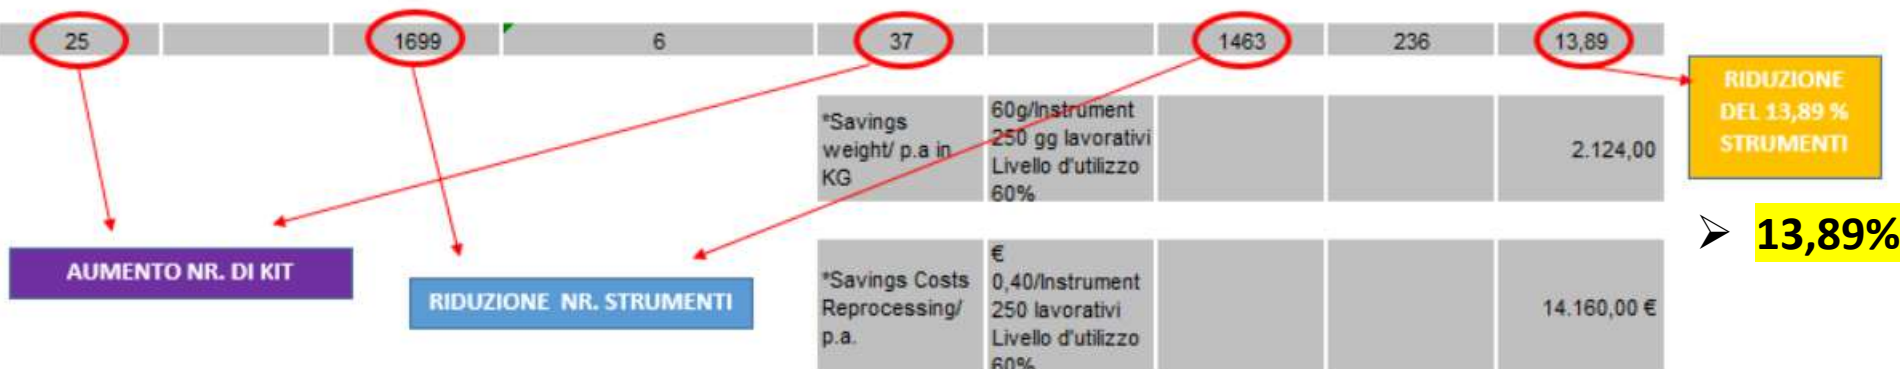 25 1699 6 37 1463 236 13,89
RIDUZIONE
DEL 13,89 %
STRUMENTI
*Savings
weight/ p.a in
KG
60g/Instrument
250 gg lavorativi
Livello d'utilizzo
60%
2.124,00
13,89%
AUMENTO NR. DI KIT
RIDUZIONE NR. STRUMENTI
*Savings Costs
Reprocessing/
p.a.
€
0,40/Instrument
250 lavorativi
Livello d'utilizzo
60%
14.160,00 €